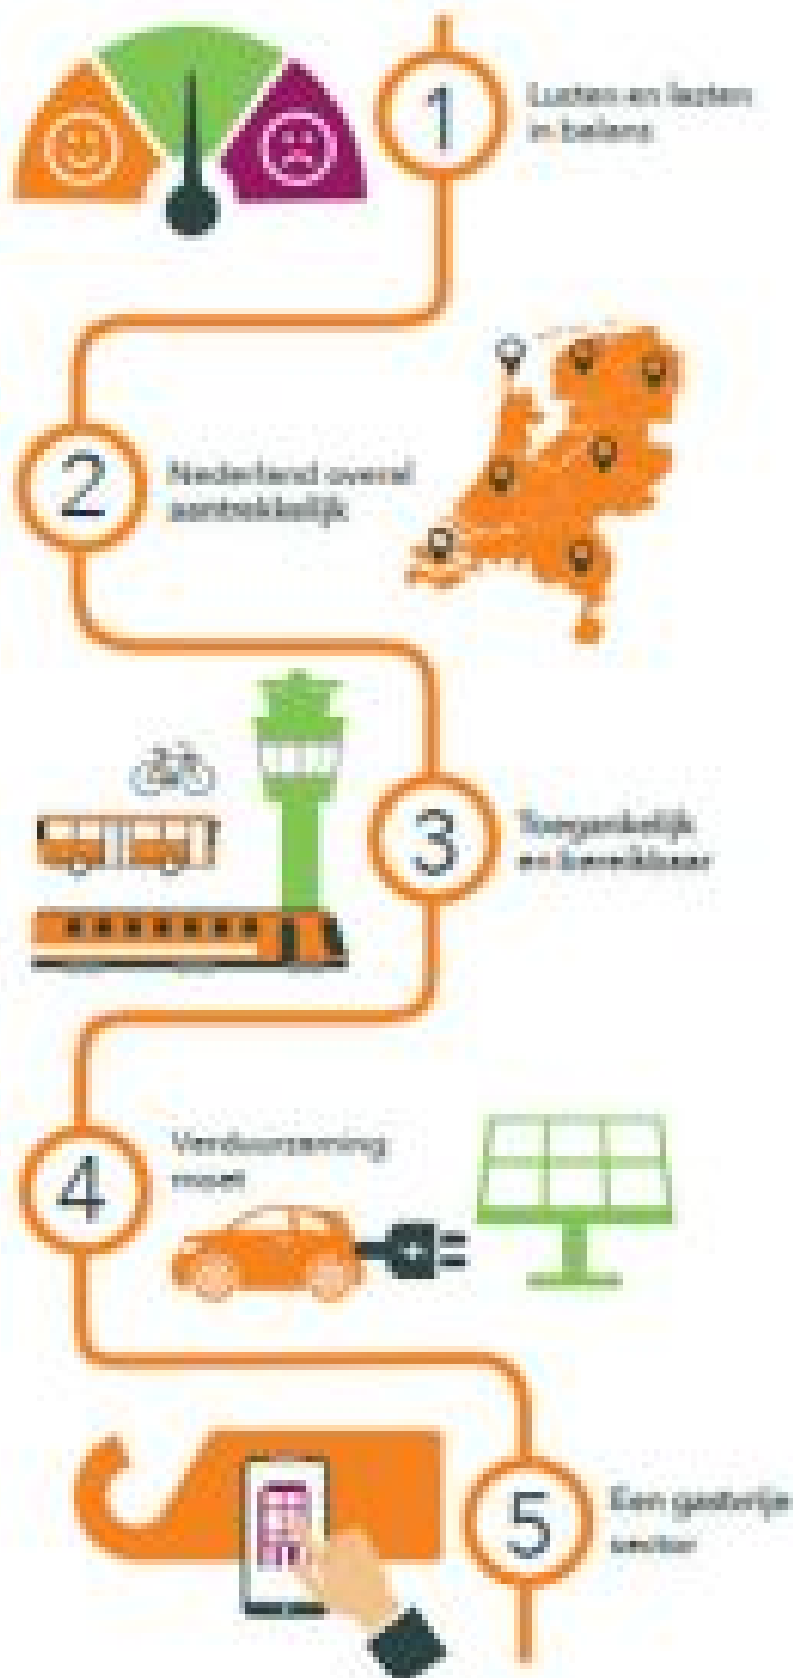 1
Lusten en lasten
in balans
2
Nederland overal
aantrekkelijk
3
Toegankelijk
en bereikbaar
4
Verduurzaming
moet
5
Een gastvrije
sector